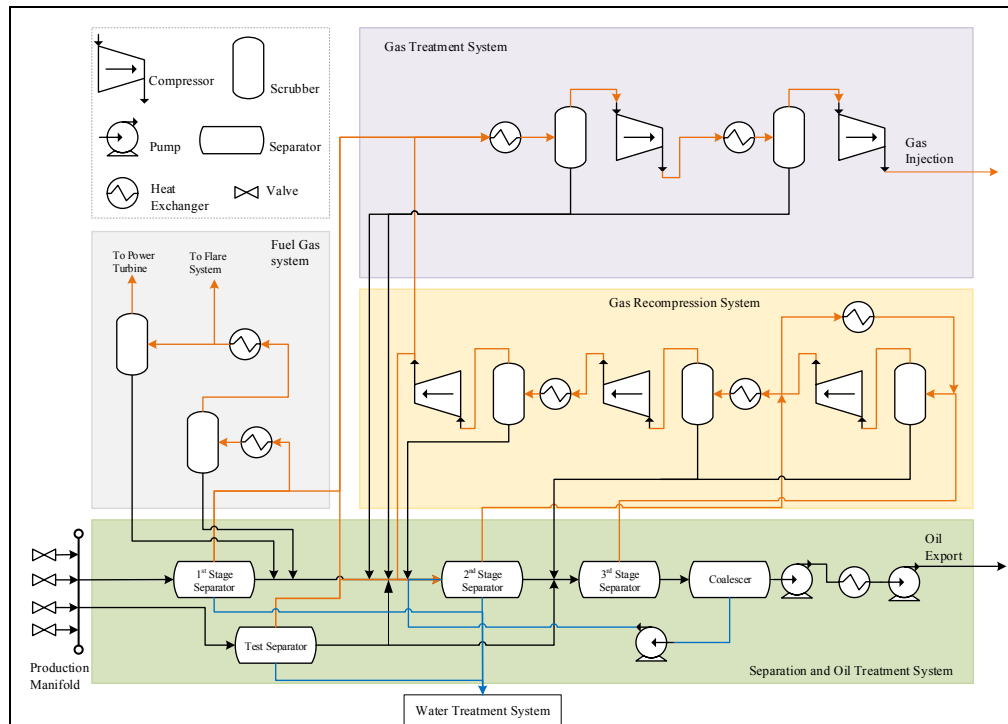 Gas Treatment System
Compressor
Scrubber
Pump
Separator
Heat
Exchanger
Valve
Gas
Injection
Fuel Gas
system
To Power
Turbine
To Flare
System
Gas Recompression System
1st Stage
Separator
2nd Stage
Separator
3rd Stage
Separator
Coalescer
Oil
Export
Test Separator
Production
Manifold
Separation and Oil Treatment System
Water Treatment System